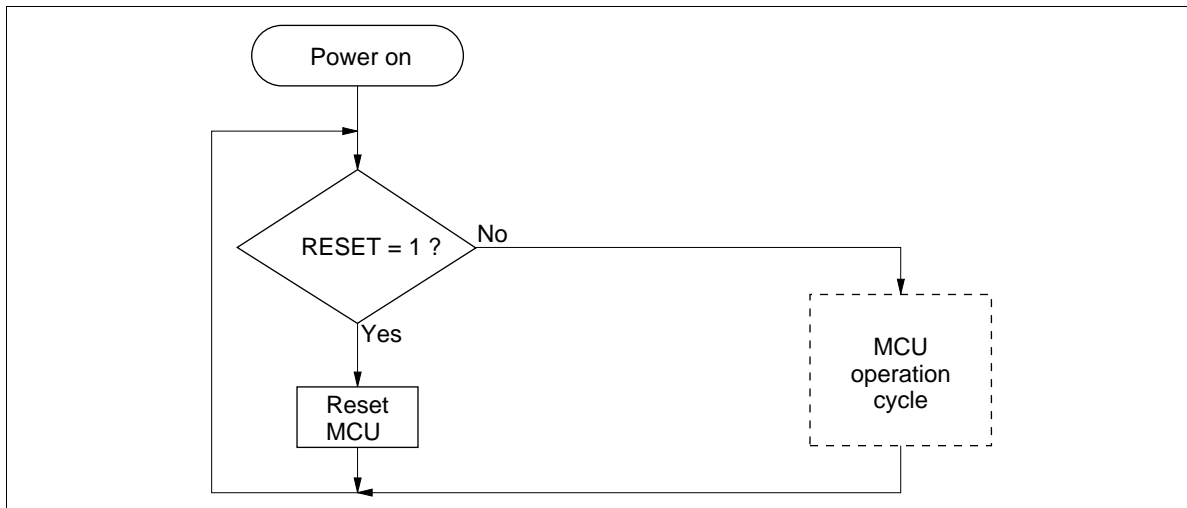 Power on
RESET = 1 ?
No
Yes
MCU
operation
cycle
Reset
MCU